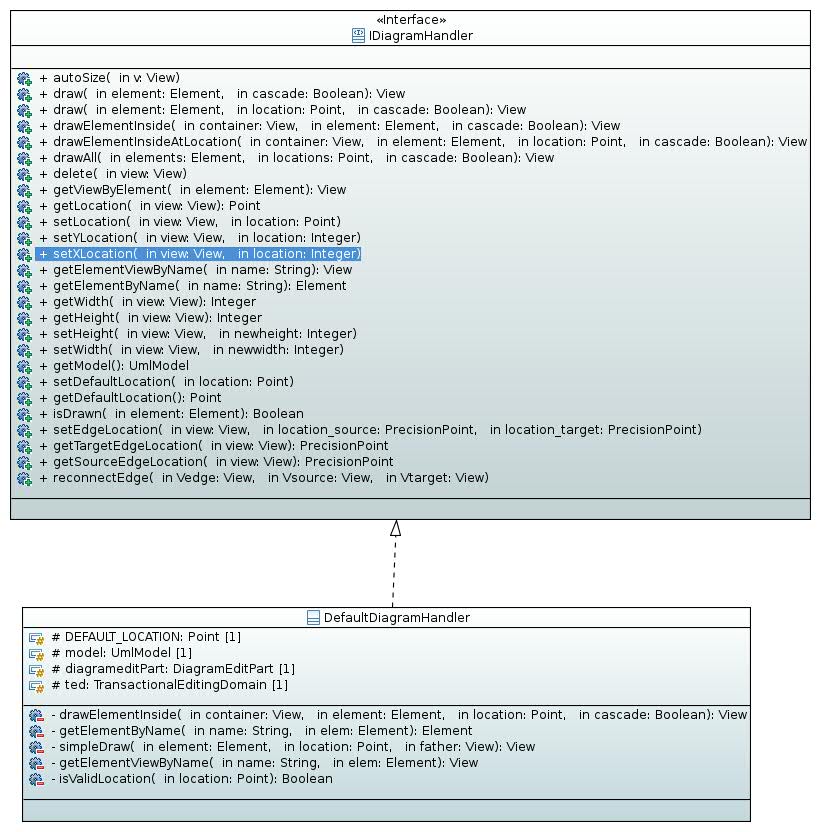 «Interface»
IDiagramHandler
+ autoSize(  in v: View)
+ draw(  in element: Element,   in cascade: Boolean): View
+ draw(  in element: Element,   in location: Point,   in cascade: Boolean): View
+ drawElementInside(  in container: View,   in element: Element,   in cascade: Boolean): View
+ drawElementInsideAtLocation(  in container: View,   in element: Element,   in location: Point,   in cascade: Boolean): View
+ drawAll(  in elements: Element,   in locations: Point,   in cascade: Boolean): View
+ delete(  in view: View)
+ getViewByElement(  in element: Element): View
+ getLocation(  in view: View): Point
+ setLocation(  in view: View,   in location: Point)
+ setYLocation(  in view: View,   in location: Integer)
+ setXLocation(  in view: View,   in location: Integer)
+ getElementViewByName(  in name: String): View
+ getElementByName(  in name: String): Element
+ getWidth(  in view: View): Integer
+ getHeight(  in view: View): Integer
+ setHeight(  in view: View,   in newheight: Integer)
+ setWidth(  in view: View,   in newwidth: Integer)
+ getModel(): UmlModel
+ setDefaultLocation(  in location: Point)
+ getDefaultLocation(): Point
+ isDrawn(  in element: Element): Boolean
+ setEdgeLocation(  in view: View,   in location_source: PrecisionPoint,   in location_target: PrecisionPoint)
+ getTargetEdgeLocation(  in view: View): PrecisionPoint
+ getSourceEdgeLocation(  in view: View): PrecisionPoint
+ reconnectEdge(  in Vedge: View,   in Vsource: View,   in Vtarget: View)
DefaultDiagramHandler
# DEFAULT_LOCATION: Point [1]
# model: UmlModel [1]
# diagrameditPart: DiagramEditPart [1]
# ted: TransactionalEditingDomain [1]
- drawElementInside(  in container: View,   in element: Element,   in location: Point,   in cascade: Boolean): View
- getElementByName(  in name: String,   in elem: Element): Element
- simpleDraw(  in element: Element,   in location: Point,   in father: View): View
- getElementViewByName(  in name: String,   in elem: Element): View
- isValidLocation(  in location: Point): Boolean